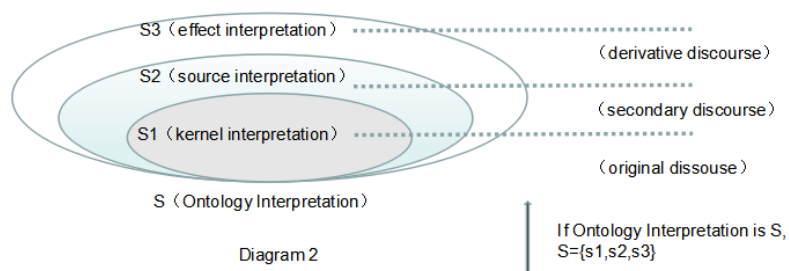 S3（effect interpretation）
（derivative discourse）
S2（source interpretation）
（secondary discourse）
S1（kernel interpretation）
（original dissouse）
S（Ontology Interpretation）
If Ontology Interpretation is S,
S={s1,s2,s3}
Diagram 2